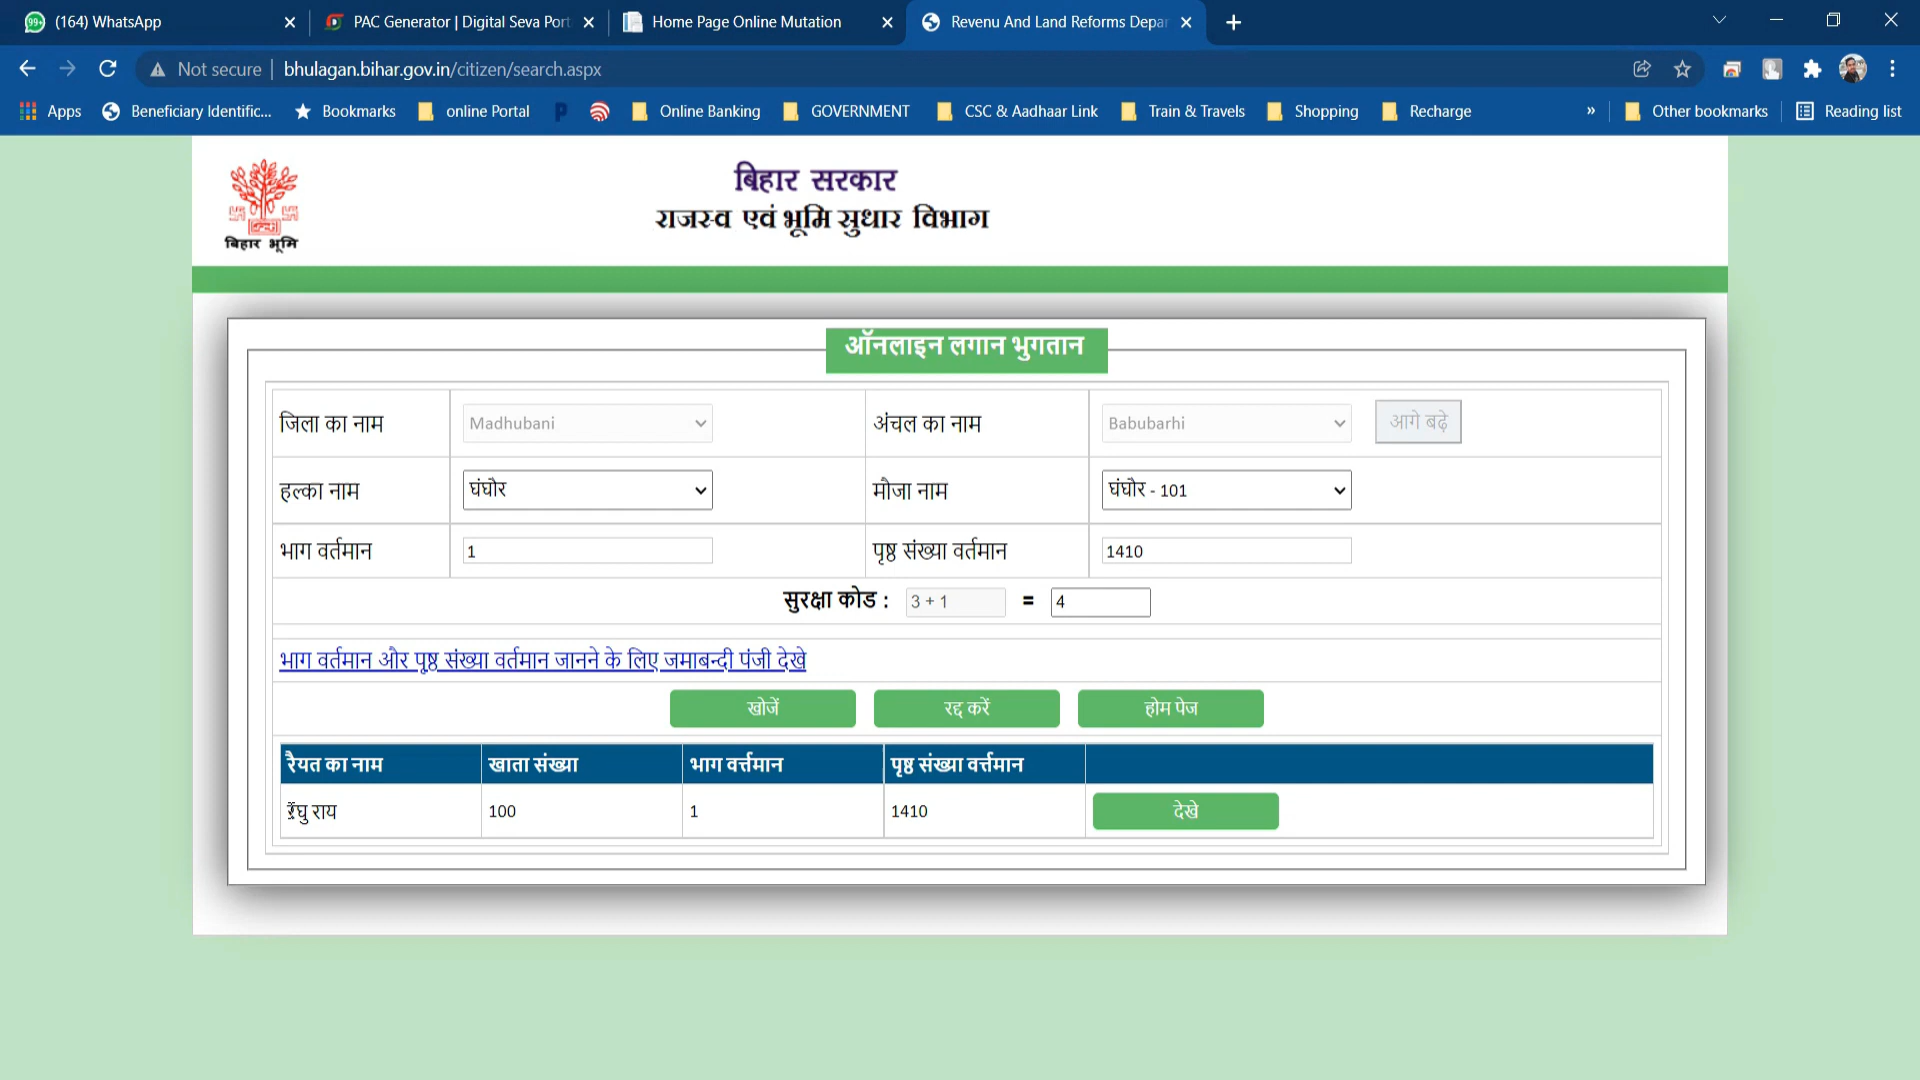 99+ (164) WhatsApp
PAC Generator | Digital Seva Port
Home Page Online Mutation
Revenu And Land Reforms Depar
Not secure | bhulagan.bihar.gov.in/citizen/search.aspx
Apps Beneficiary Identific... Bookmarks online Portal Online Banking GOVERNMENT CSC & Aadhaar Link Train & Travels Shopping Recharge » Other bookmarks Reading list
बिहार सरकार
राजस्व एवं भूमि सुधार विभाग
बिहार भूमि
ऑनलाइन लगान भुगतान
जिला का नाम Madhubani अंचल का नाम Babubarhi आगे बढ़े
हल्का नाम घंघौर मौजा नाम घंघौर - 101
भाग वर्तमान 1 पृष्ठ संख्या वर्तमान 1410
सुरक्षा कोड : 3 + 1 = 4
भाग वर्तमान और पृष्ठ संख्या वर्तमान जानने के लिए जमाबन्दी पंजी देखे
खोजें रद्द करें होम पेज
रैयत का नाम खाता संख्या भाग वर्त्तमान पृष्ठ संख्या वर्त्तमान
राय 100 1 1410 देखे